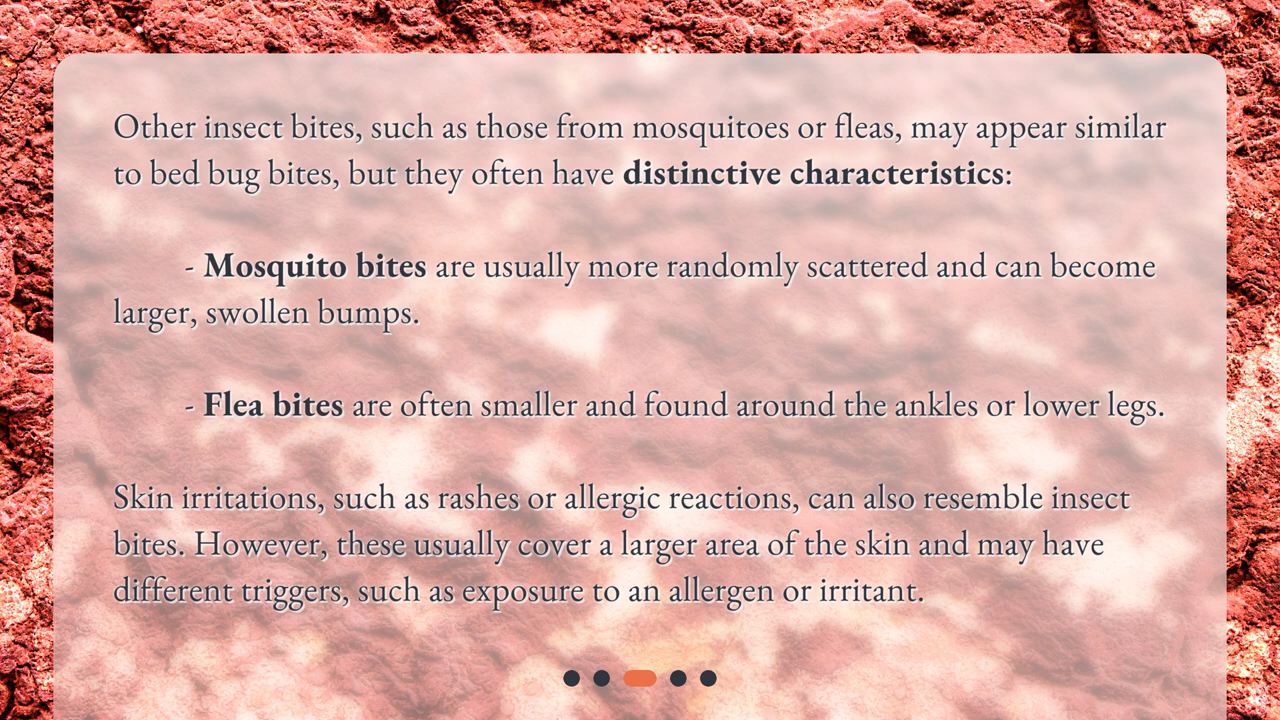 Other insect bites, such as those from mosquitoes or fleas, may appear similar
to bed bug bites, but they often have distinctive characteristics:
- Mosquito bites are usually more randomly scattered and can become
larger, swollen bumps.
- Flea bites are often smaller and found around the ankles or lower legs.
Skin irritations, such as rashes or allergic reactions, can also resemble insect
bites. However, these usually cover a larger area of the skin and may have
different triggers, such as exposure to an allergen or irritant.